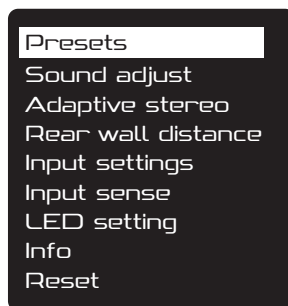 Presets
Sound adjust
Adaptive stereo
Rear wall distance
Input settings
Input sense
LED setting
Info
Reset